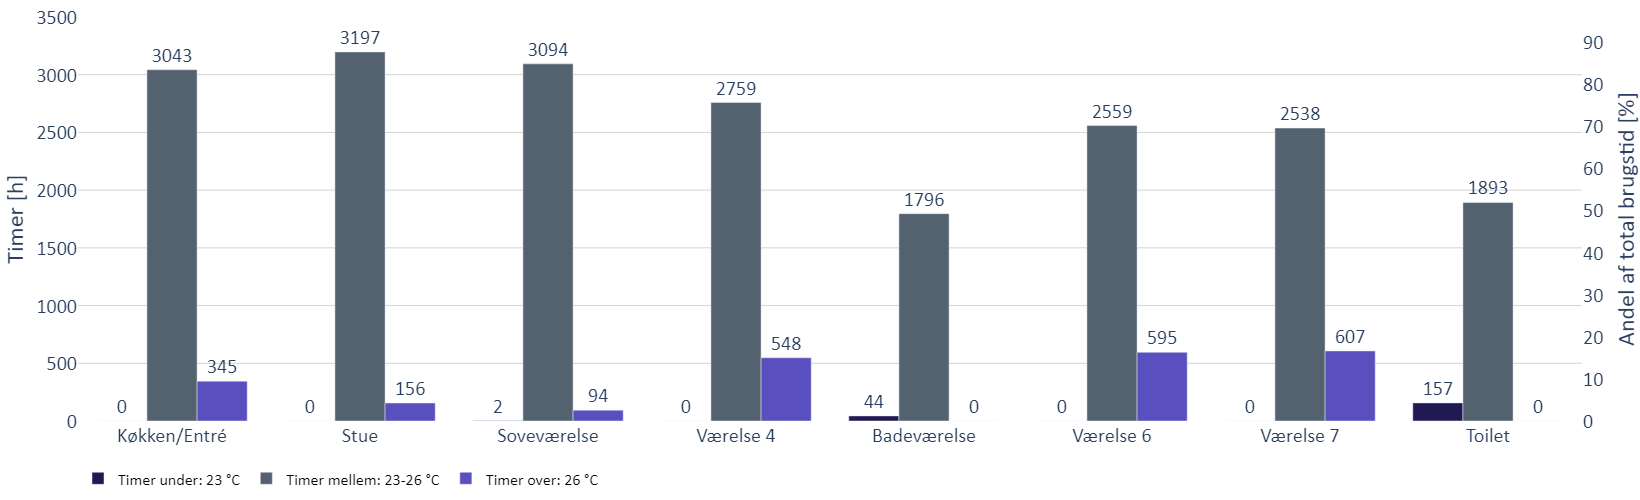 3500
3000
2500
2000
1500
1000
500
0
Timer [h]
90
80
70
60
50
40
30
20
10
0
Andel af total brugstid [%]
0 3043 345
0 3197 156
2 3094 94
0 2759 548
44 1796 0
0 2559 595
0 2538 607
157 1893 0
Køkken/Entré Stue Soveværelse Værelse 4 Badeværelse Værelse 6 Værelse 7 Toilet
Timer under: 23 °C Timer mellem: 23-26 °C Timer over: 26 °C